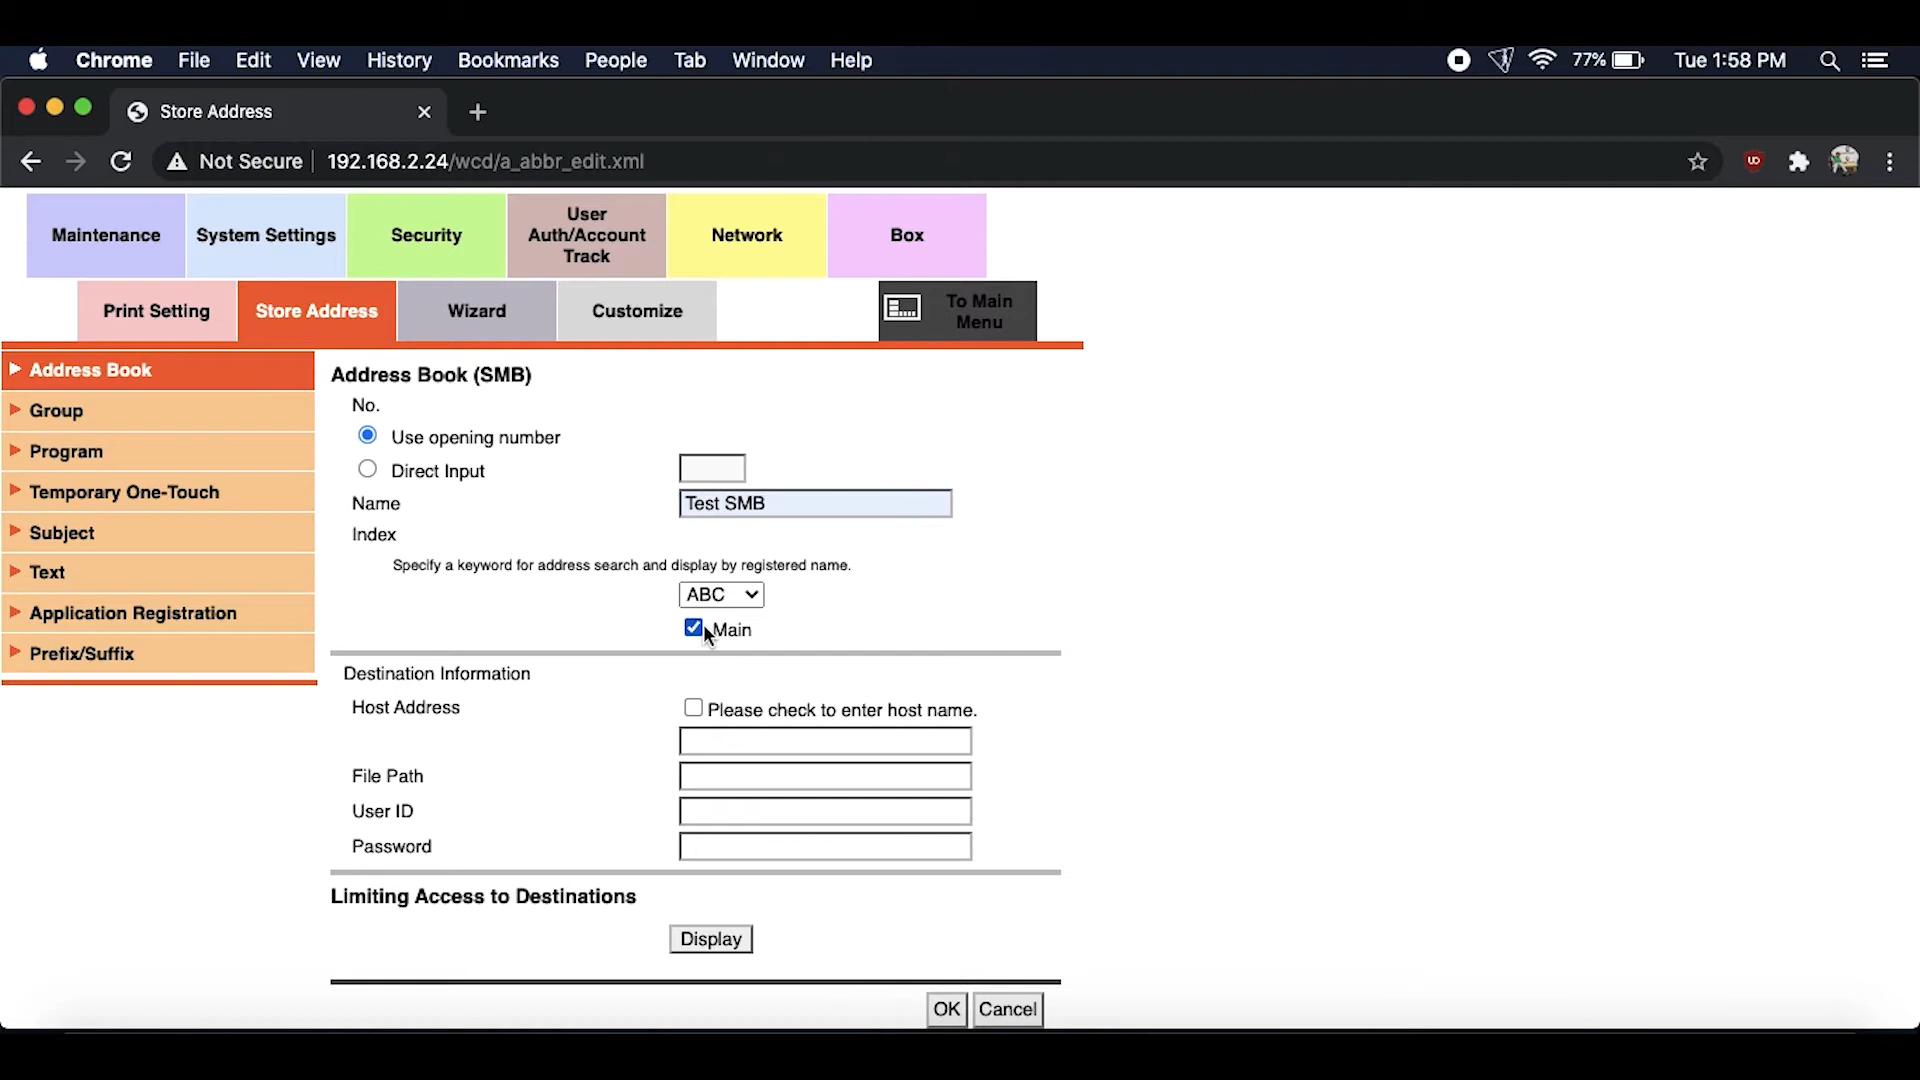 Chrome File Edit View History Bookmarks People Tab Window Help 77% Tue 1:58 PM
Store Address
Not Secure 192.168.2.24/wcd/a_abbr_edit.xml
Maintenance
System Settings
Security
User
Auth/Account
Track
Network
Box
Print Setting
Store Address
Wizard
Customize
To Main
Menu
Address Book
Group
Program
Temporary One-Touch
Subject
Text
Application Registration
Prefix/Suffix
Address Book (SMB)
No.
Use opening number
Direct Input
Name Test SMB
Index
Specify a keyword for address search and display by registered name.
ABC
Main
Destination Information
Host Address Please check to enter host name.
File Path
User ID
Password
Limiting Access to Destinations
Display
OK Cancel